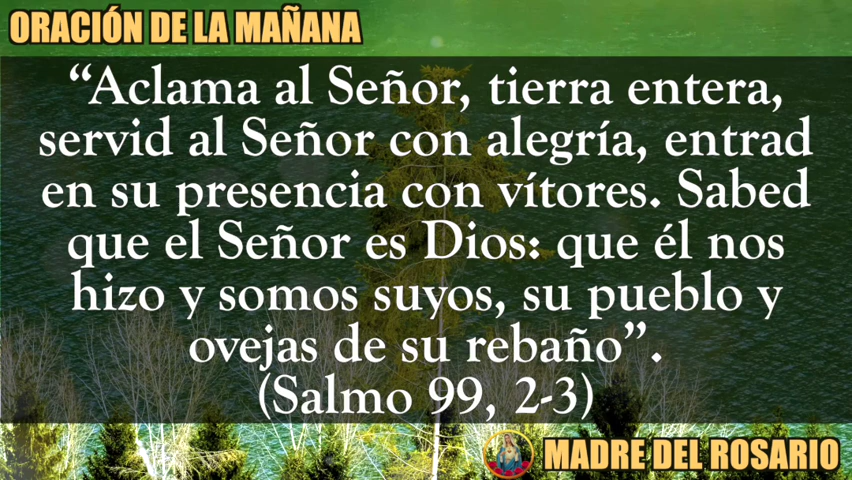 ORACIÓN DE LA MAÑANA
“Aclama al Señor, tierra entera,
servid al Señor con alegría, entrad
en su presencia con vítores. Sabed
que el Señor es Dios: que él nos
hizo y somos suyos, su pueblo y
ovejas de su rebaño”.
(Salmo 99, 2-3)
MADRE DEL ROSARIO